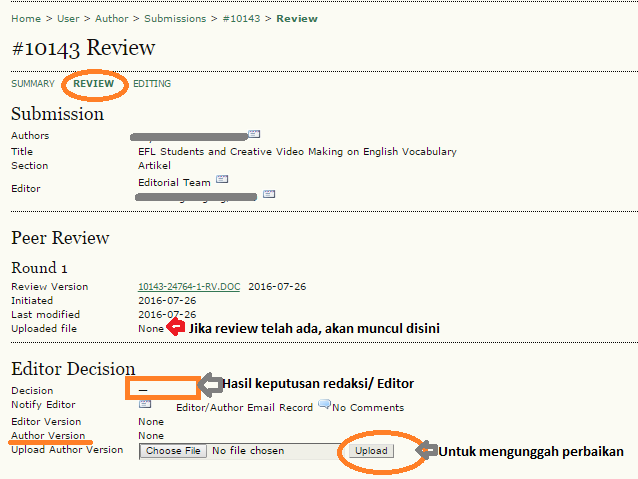 Home > User > Author > Submissions > #10143 > Review
#10143 Review
SUMMARY REVIEW EDITING
Submission
Authors
Title EFL Students and Creative Video Making on English Vocabulary
Section Artikel
Editor Editorial Team
Peer Review
Round 1
Review Version 10143-24764-1-RV.DOC 2016-07-26
Initiated 2016-07-26
Last modified 2016-07-26
Uploaded file None Jika review telah ada, akan muncul disini
Editor Decision
Decision — Hasil keputusan redaksi/ Editor
Notify Editor Editor/Author Email Record No Comments
Editor Version None
Author Version None
Upload Author Version Choose File No file chosen Upload Untuk mengunggah perbaikan